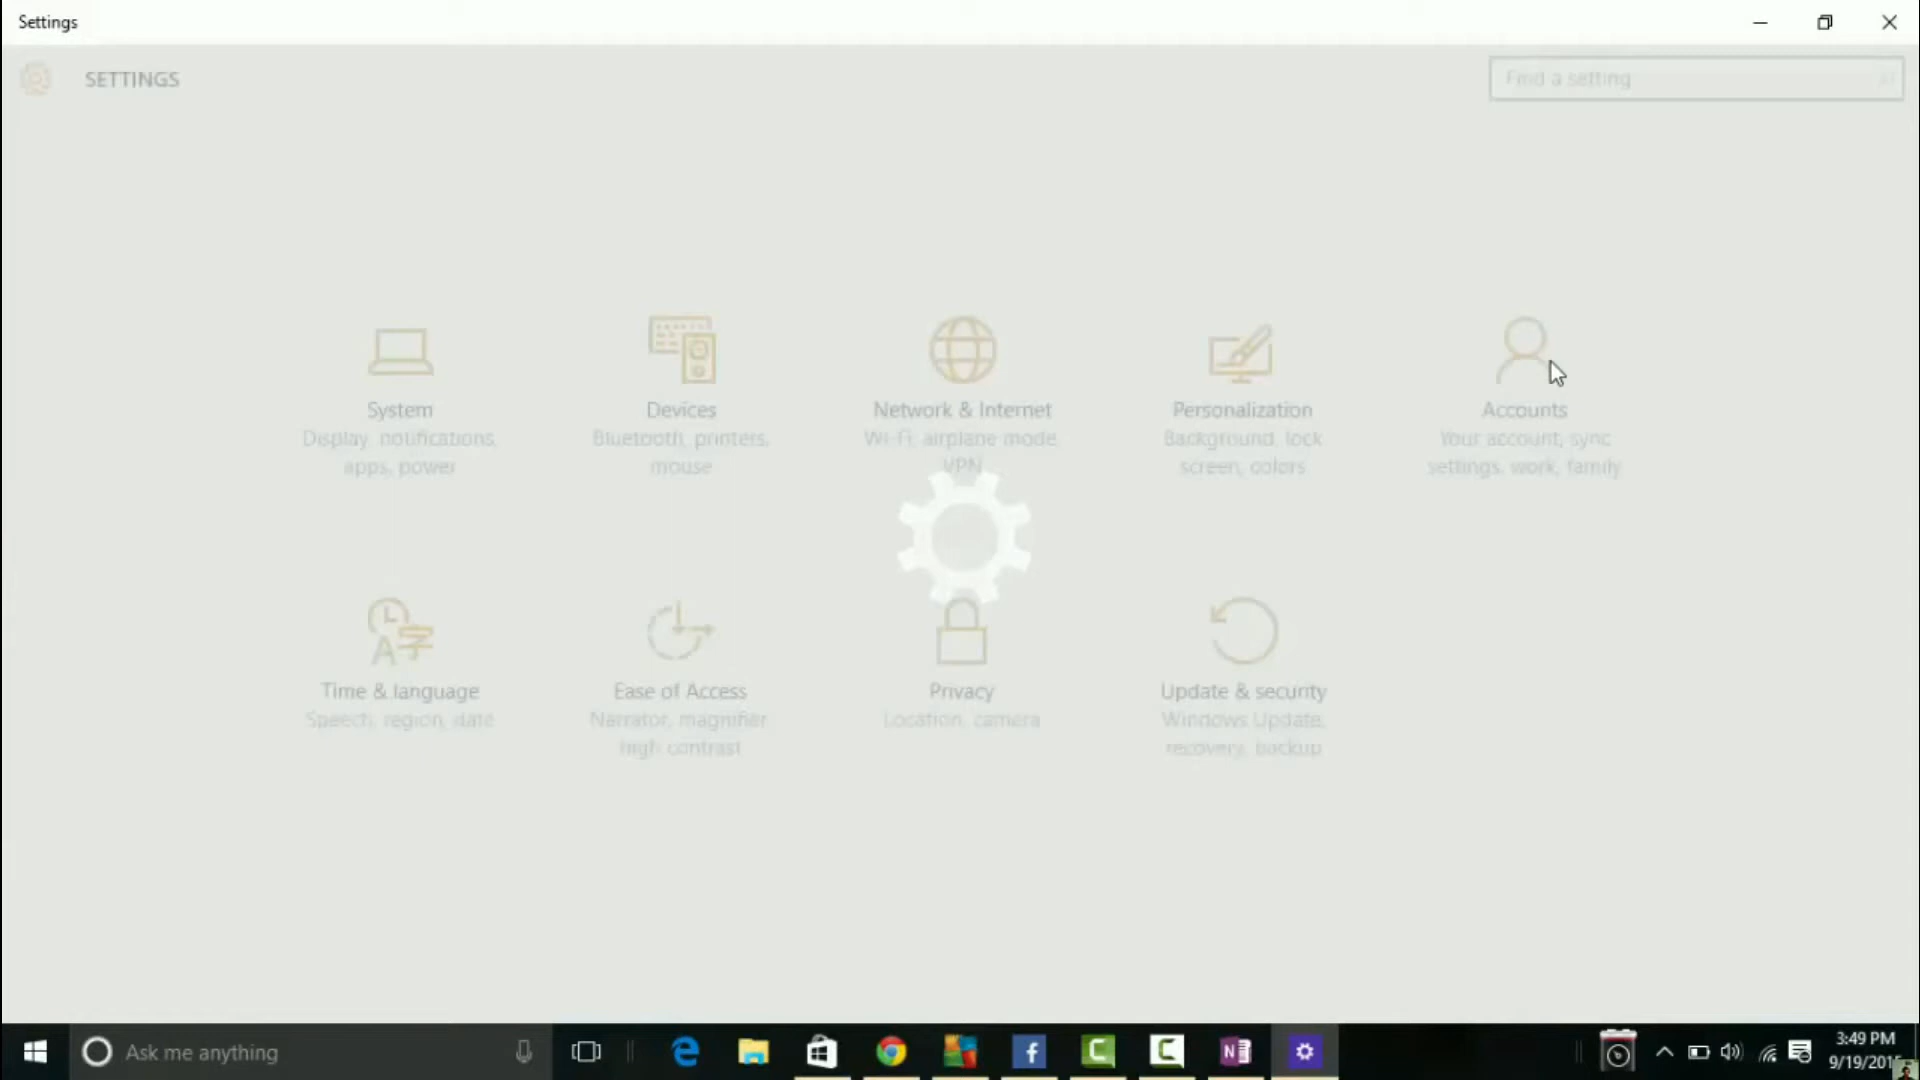 Settings
SETTINGS
Find a setting
System
Display, notifications,
apps, power
Devices
Bluetooth, printers,
mouse
Network & Internet
Wi-Fi, airplane mode,
VPN
Personalization
Background, lock
screen, colors
Accounts
Your account, sync
settings, work, family
Time & language
Speech, region, date
Ease of Access
Narrator, magnifier
high contrast
Privacy
Location, camera
Update & security
Windows Update,
recovery, backup
Ask me anything
3:49 PM